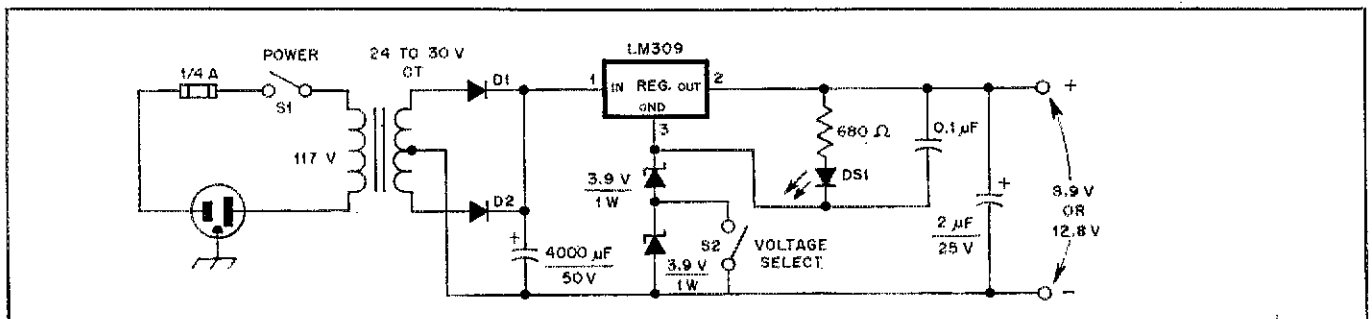 1/4 A
POWER
S1
117 V
24 TO 30 V
CT
D1
D2
4000 µF
50 V
LM309
1
IN
REG.
OUT
2
GND
3
3.9 V
1 W
3.9 V
1 W
S2
VOLTAGE
SELECT
680 Ω
DS1
0.1 µF
+
2 µF
25 V
+
+
8.9 V
OR
12.8 V
-